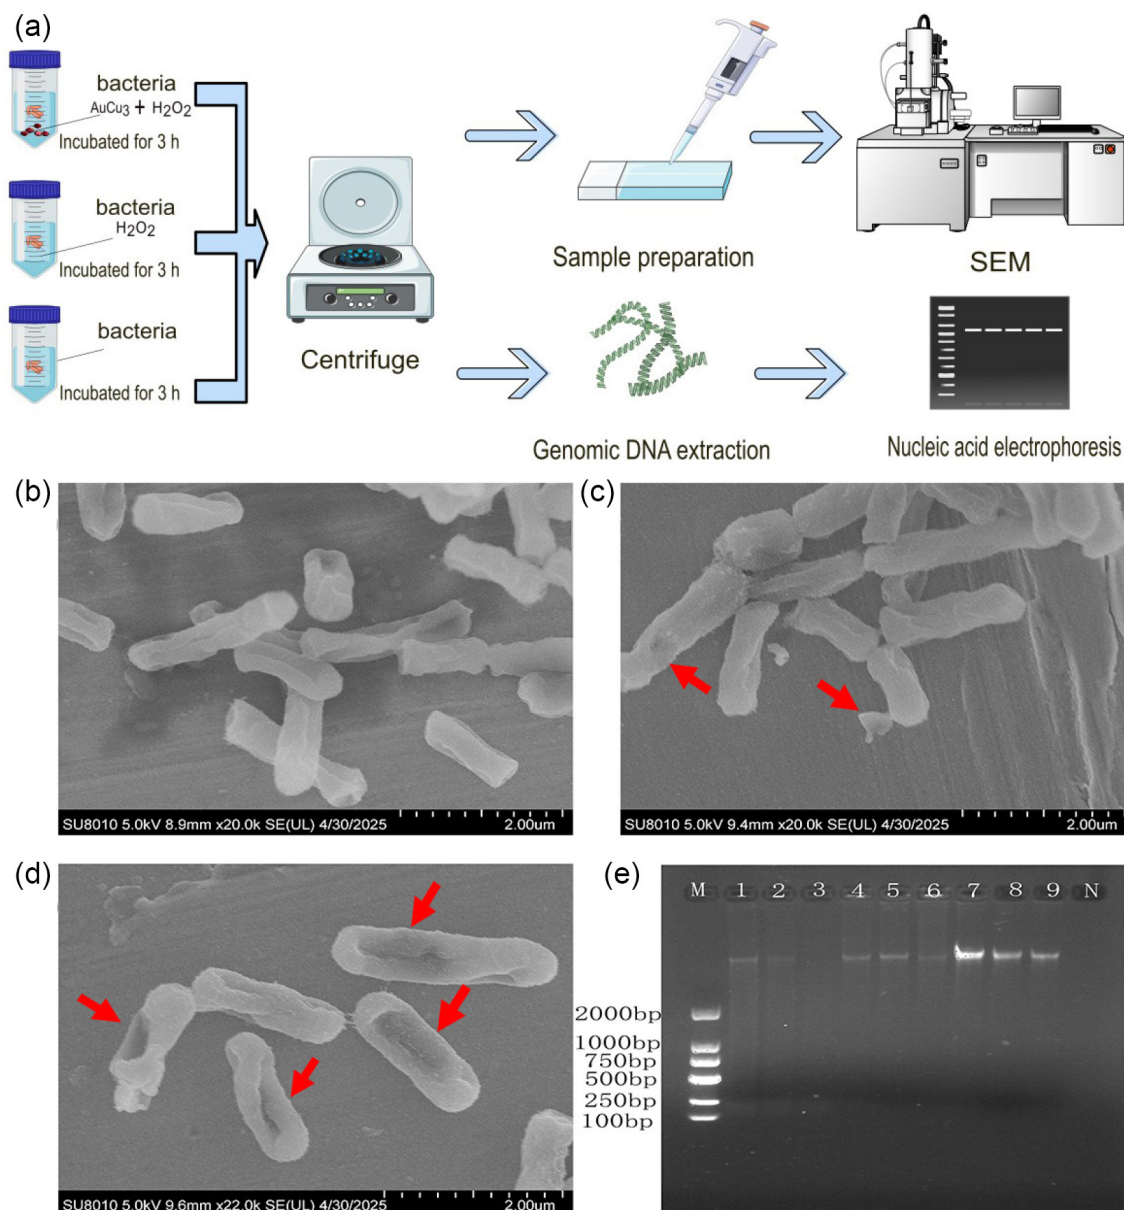 (a)
bacteria
AuCu3 + H2O2
Incubated for 3 h
bacteria
H2O2
Incubated for 3 h
bacteria
Incubated for 3 h
Centrifuge
Sample preparation
SEM
Genomic DNA extraction
Nucleic acid electrophoresis
(b)
SU8010 5.0kV 8.9mm x20.0k SE(UL) 4/30/2025
2.00um
(c)
SU8010 5.0kV 9.4mm x20.0k SE(UL) 4/30/2025
2.00um
(d)
SU8010 5.0kV 9.6mm x22.0k SE(UL) 4/30/2025
2.00um
(e)
M 1 2 3 4 5 6 7 8 9 N
2000bp
1000bp
750bp
500bp
250bp
100bp